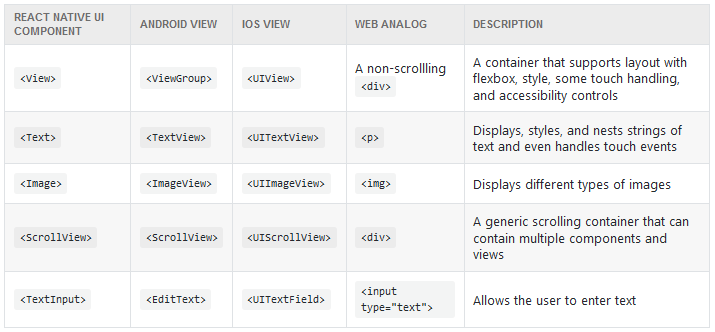 REACT NATIVE UI COMPONENT ANDROID VIEW IOS VIEW WEB ANALOG DESCRIPTION
<View> <ViewGroup> <UIView> A non-scrollling <div> A container that supports layout with flexbox, style, some touch handling, and accessibility controls
<Text> <TextView> <UITextView> <p> Displays, styles, and nests strings of text and even handles touch events
<Image> <ImageView> <UIImageView> <img> Displays different types of images
<ScrollView> <ScrollView> <UIScrollView> <div> A generic scrolling container that can contain multiple components and views
<TextInput> <EditText> <UITextField> <input type="text"> Allows the user to enter text